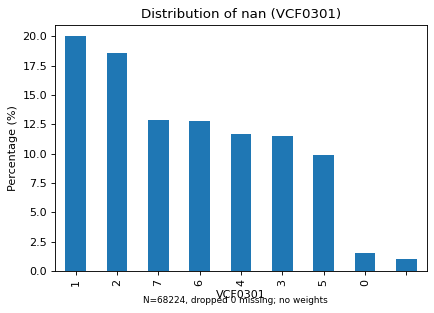 Distribution of nan (VCF0301)
Percentage (%)
20.0
17.5
15.0
12.5
10.0
7.5
5.0
2.5
0.0
1 2 7 6 4 3 5 0
VCF0301
N=68224, dropped 0 missing; no weights